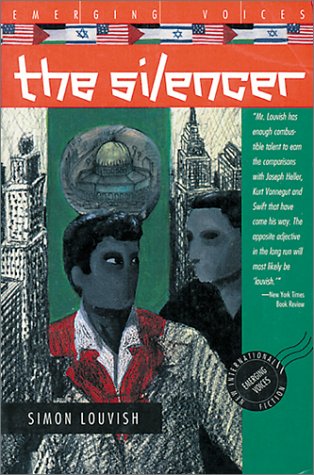 EMERGING VOICES
the silencer
"Mr. Louvish has
enough combus-
tible talent to earn
the comparisons
with Joseph Heller,
Kurt Vonnegut and
Swift that have
come his way. The
apposite adjective
in the long run will
most likely be
'louvish.'"
—New York Times
Book Review
NEW INTERNATIONAL
EMERGING
VOICES
FICTION
SIMON LOUVISH